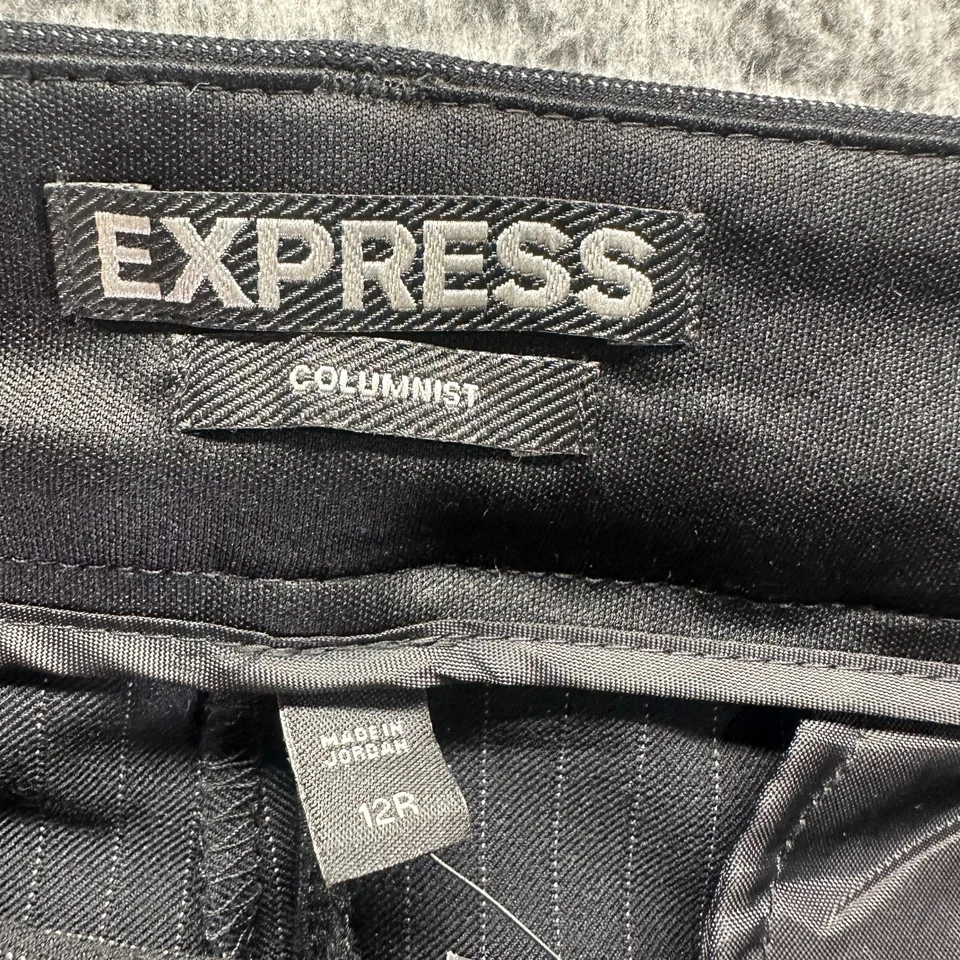 EXPRESS
COLUMNIST
MADE IN
JORDAN
12R